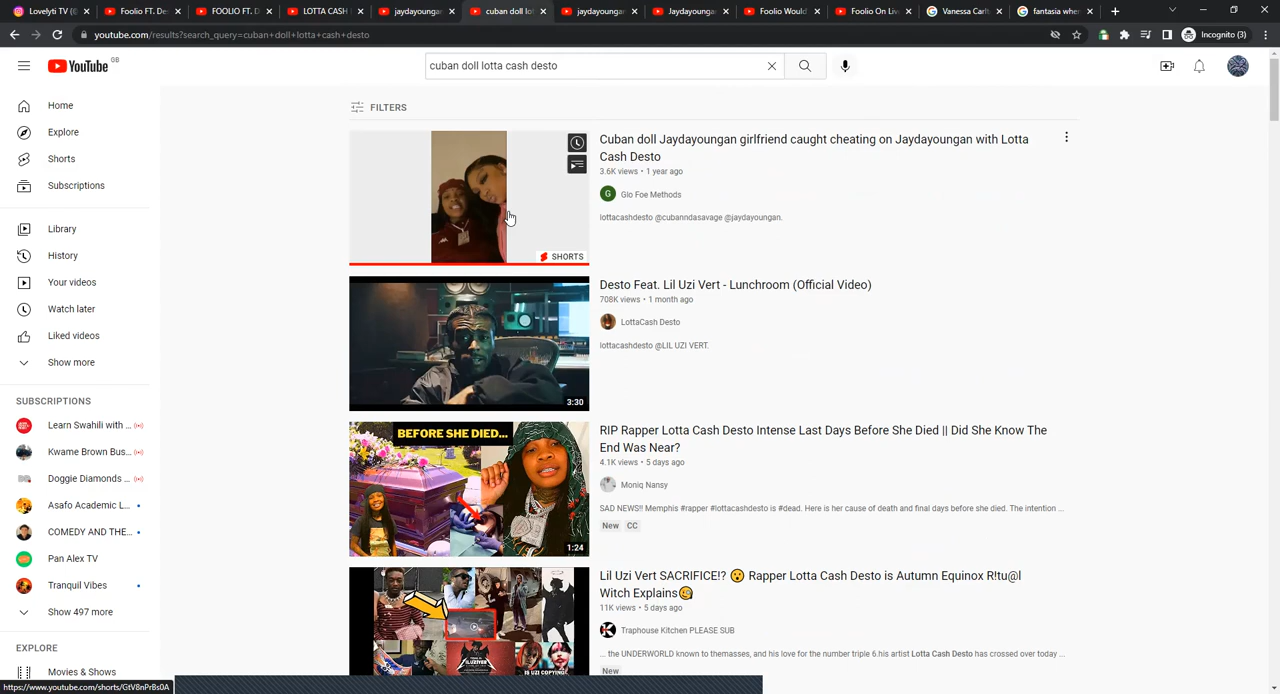 Lovelyti TV (
Foolio FT. Des
FOOLIO FT. D
LOTTA CASH
jaydayoungan
cuban doll lot
jaydayoungan
Jaydayoungan
Foolio Would
Foolio On Live
Vanessa Carlt
fantasia wher
youtube.com/results?search_query=cuban+doll+lotta+cash+desto
Incognito (3)
YouTube GB
cuban doll lotta cash desto
Home
Explore
Shorts
Subscriptions
Library
History
Your videos
Watch later
Liked videos
Show more
SUBSCRIPTIONS
Learn Swahili with ...
Kwame Brown Bus...
Doggie Diamonds ...
Asafo Academic L...
COMEDY AND THE...
Pan Alex TV
Tranquil Vibes
Show 497 more
EXPLORE
Movies & Shows
https://www.youtube.com/shorts/GtV8nPrBs0A
FILTERS
SHORTS
Cuban doll Jaydayoungan girlfriend caught cheating on Jaydayoungan with Lotta
Cash Desto
3.6K views • 1 year ago
G
Glo Foe Methods
lottacashdesto @cubanndasavage @jaydayoungan.
3:30
Desto Feat. Lil Uzi Vert - Lunchroom (Official Video)
708K views • 1 month ago
LottaCash Desto
lottacashdesto @LIL UZI VERT.
BEFORE SHE DIED...
1:24
RIP Rapper Lotta Cash Desto Intense Last Days Before She Died || Did She Know The
End Was Near?
4.1K views • 5 days ago
Moniq Nansy
SAD NEWS!! Memphis #rapper #lottacashdesto is #dead. Here is her cause of death and final days before she died. The intention ...
New CC
Lil Uzi Vert SACRIFICE!? 😯 Rapper Lotta Cash Desto is Autumn Equinox R!tu@l
Witch Explains🧐
11K views • 5 days ago
Traphouse Kitchen PLEASE SUB
... the UNDERWORLD known to themasses, and his love for the number triple 6.his artist Lotta Cash Desto has crossed over today ...
New